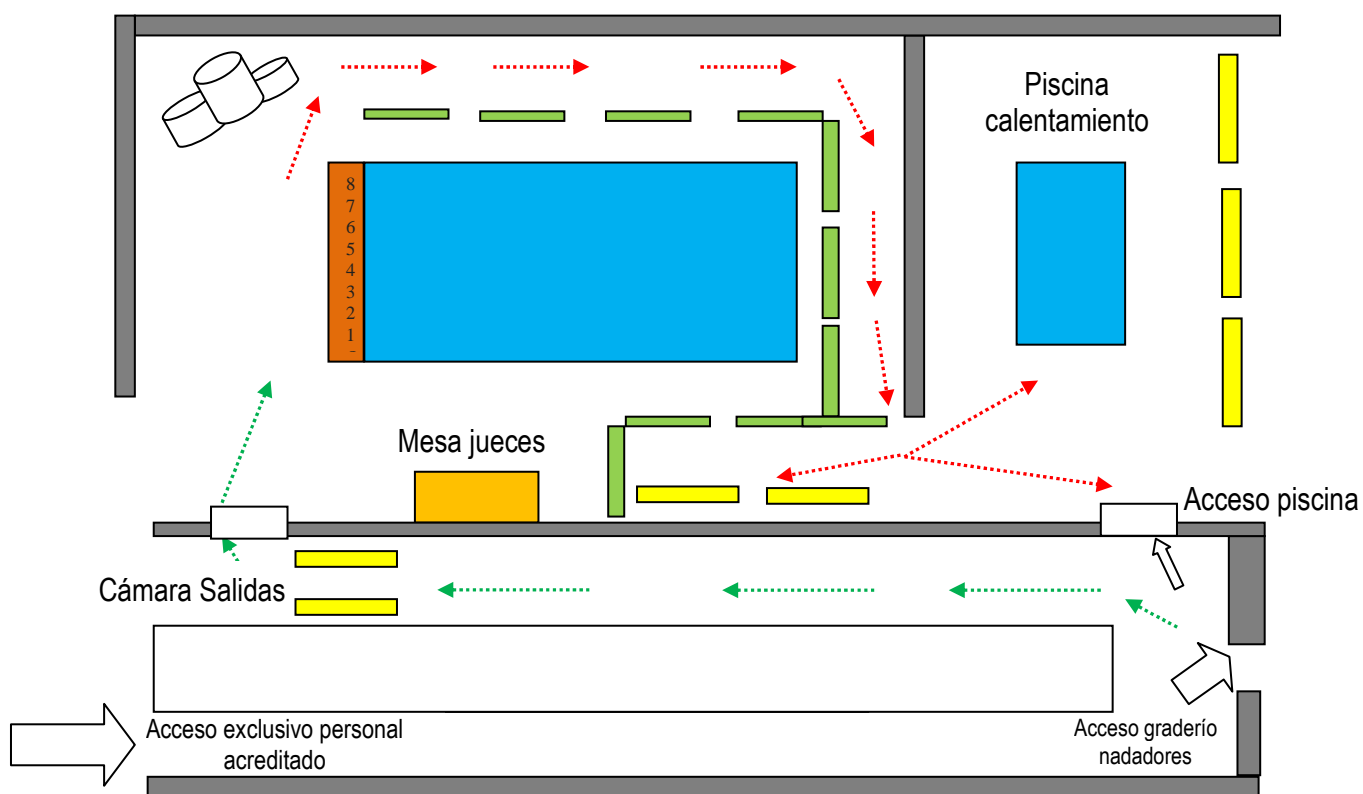 Piscina
calentamiento
8
7
6
5
4
3
2
1
-
Mesa jueces
Acceso piscina
Cámara Salidas
Acceso exclusivo personal
acreditado
Acceso graderío
nadadores